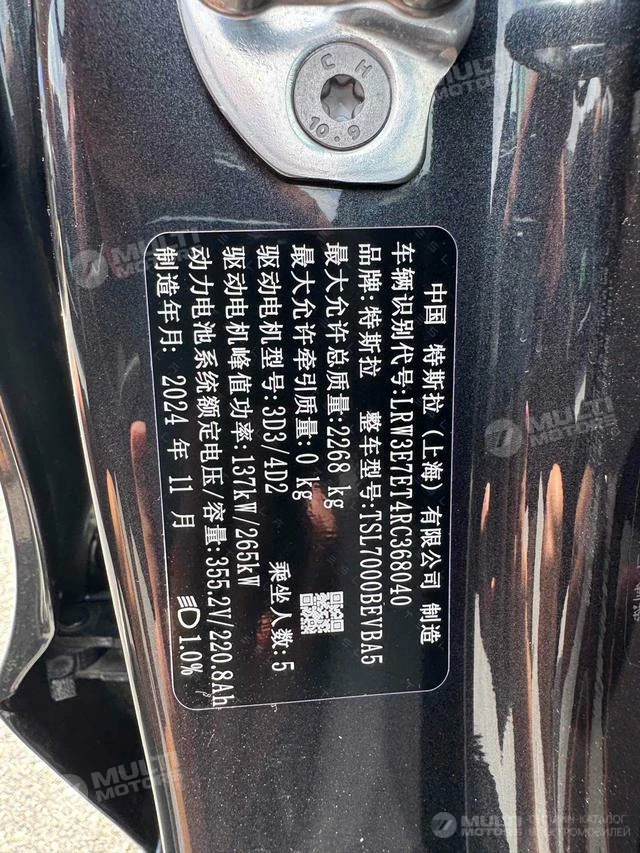 C H
10.9
中国 特斯拉 (上海) 有限公司 制造
车辆识别代号:LRW3E7ET4RC368040
品牌:特斯拉 整车型号:TSL7000BEVBA5
最大允许总质量:2268 kg
最大允许牵引质量:0 kg
驱动电机型号:3D3/4D2 乘坐人数:5
驱动电机峰值功率:137kW/265kW
动力电池系统额定电压/容量:355.2V/220.8Ah
制造年月: 2024 年 11 月 1.0%
MULTI MOTORS
MULTI MOTORS
MULTI MOTORS
MULTI MOTORS
MULTI MOTORS
ОНЛАЙН-КАТАЛОГ
ЭЛЕКТРОМОБИЛЕЙ